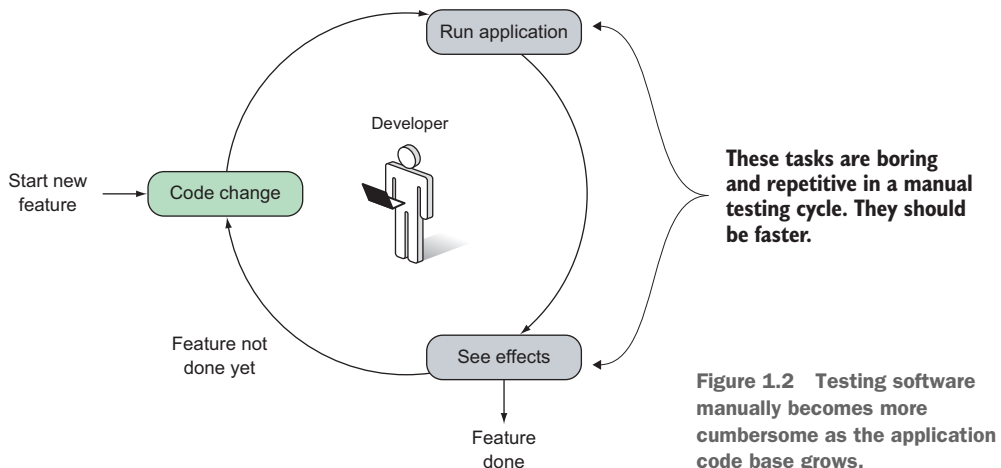 Run application
Developer
Start new
feature
Code change
These tasks are boring
and repetitive in a manual
testing cycle. They should
be faster.
Feature not
done yet
See effects
Feature
done
Figure 1.2 Testing software
manually becomes more
cumbersome as the application
code base grows.